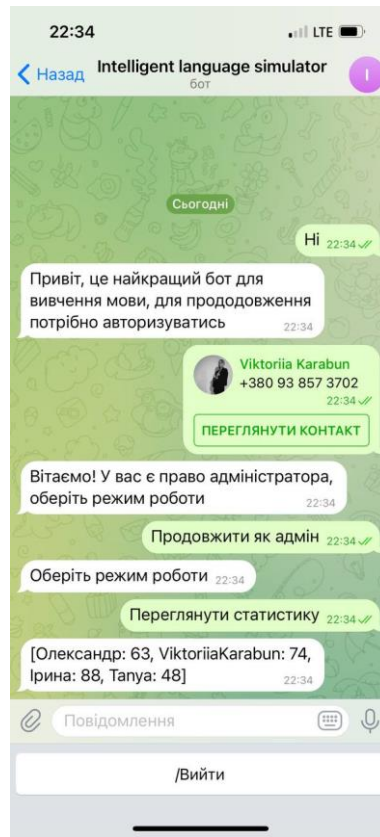 22:34
LTE
Назад
Intelligent language simulator
бот
I
Сьогодні
Hi 22:34
Привіт, це найкращий бот для
вивчення мови, для прододовження
потрібно авторизуватись 22:34
Viktoriia Karabun
+380 93 857 3702
22:34
ПЕРЕГЛЯНУТИ КОНТАКТ
Вітаємо! У вас є право адміністратора,
оберіть режим роботи 22:34
Продовжити як адмін 22:34
Оберіть режим роботи 22:34
Переглянути статистику 22:34
[Олександр: 63, ViktoriiaKarabun: 74,
Ірина: 88, Tanya: 48] 22:34
Повідомлення
/Вийти